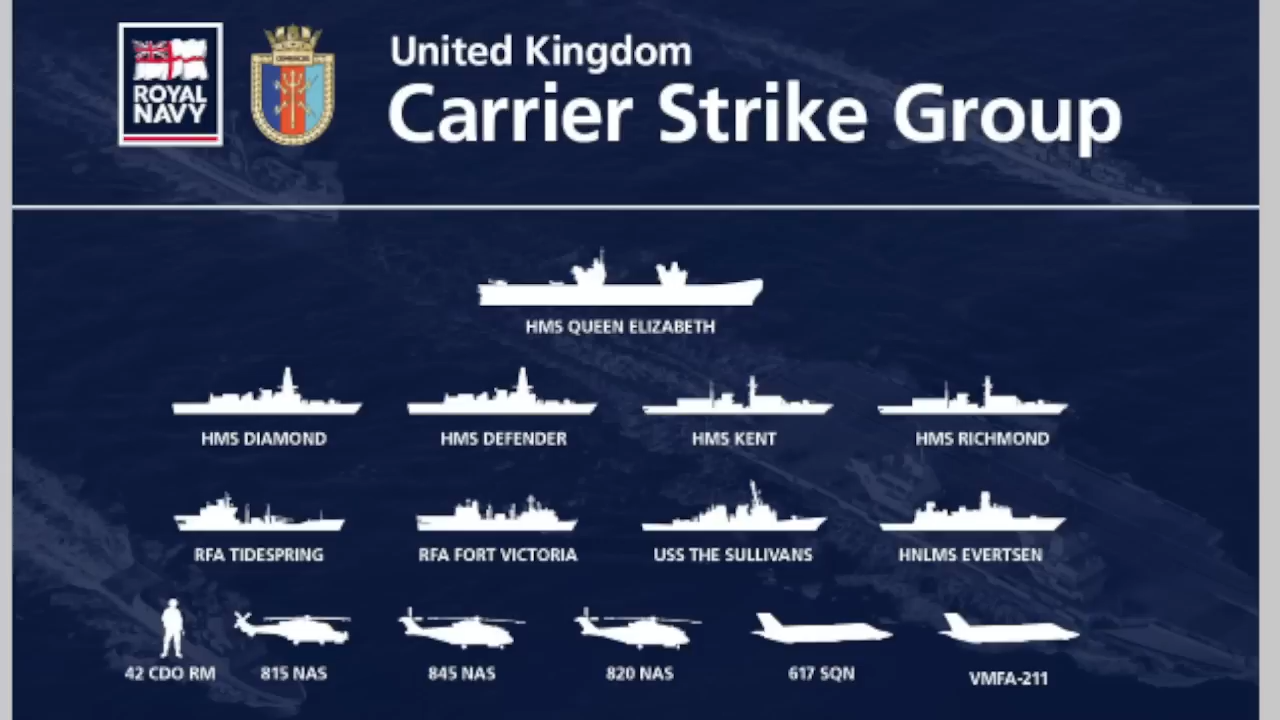 ROYAL
NAVY
United Kingdom
Carrier Strike Group
HMS QUEEN ELIZABETH
HMS DIAMOND HMS DEFENDER HMS KENT HMS RICHMOND
RFA TIDESPRING RFA FORT VICTORIA USS THE SULLIVANS HNLMS EVERTSEN
42 CDO RM 815 NAS 845 NAS 820 NAS 617 SQN VMFA-211